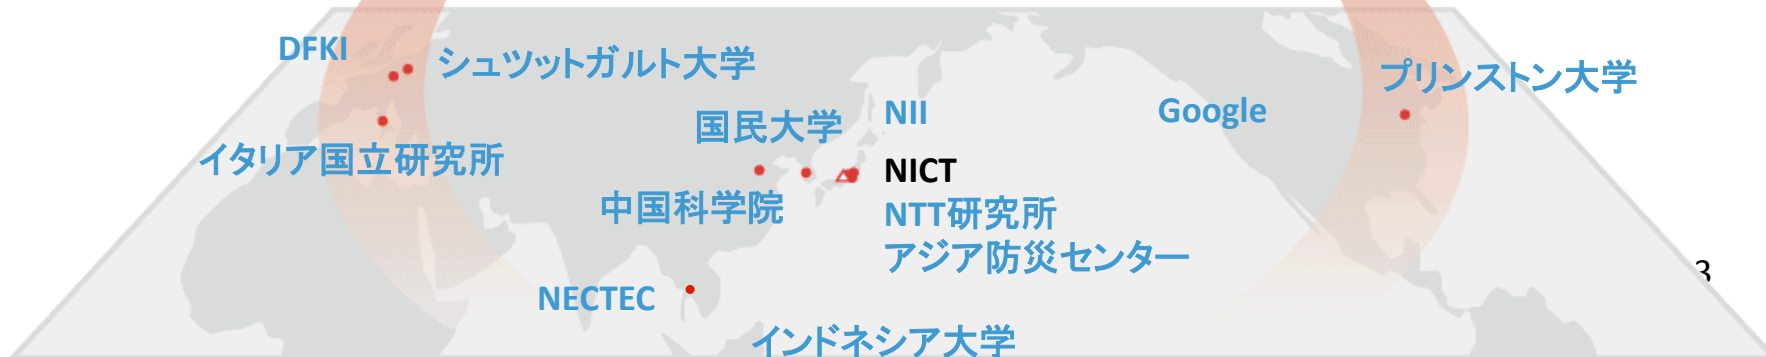 DFKI
シュツットガルト大学
プリンストン大学
国民大学
NII
Google
イタリア国立研究所
NICT
中国科学院
NTT研究所
アジア防災センター
3
NECTEC
インドネシア大学